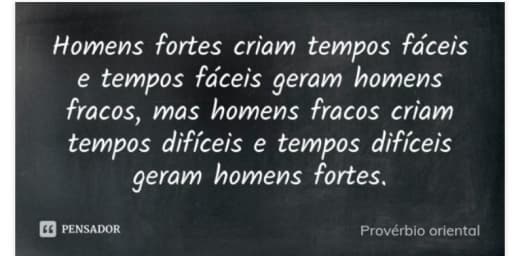 Homens fortes criam tempos fáceis
e tempos fáceis geram homens
fracos, mas homens fracos criam
tempos difíceis e tempos difíceis
geram homens fortes.
PENSADOR
Provérbio oriental